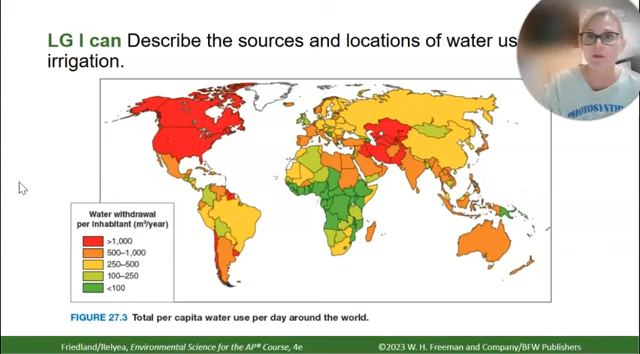 LG I can Describe the sources and locations of water
irrigation.
PHOTOSYNTH
Water withdrawal
per inhabitant (m³/year)
>1,000
500–1,000
250–500
100–250
<100
FIGURE 27.3 Total per capita water use per day around the world.
Friedland/Relyea, Environmental Science for the AP® Course, 4e
©2023 W. H. Freeman and Company/BFW Publishers